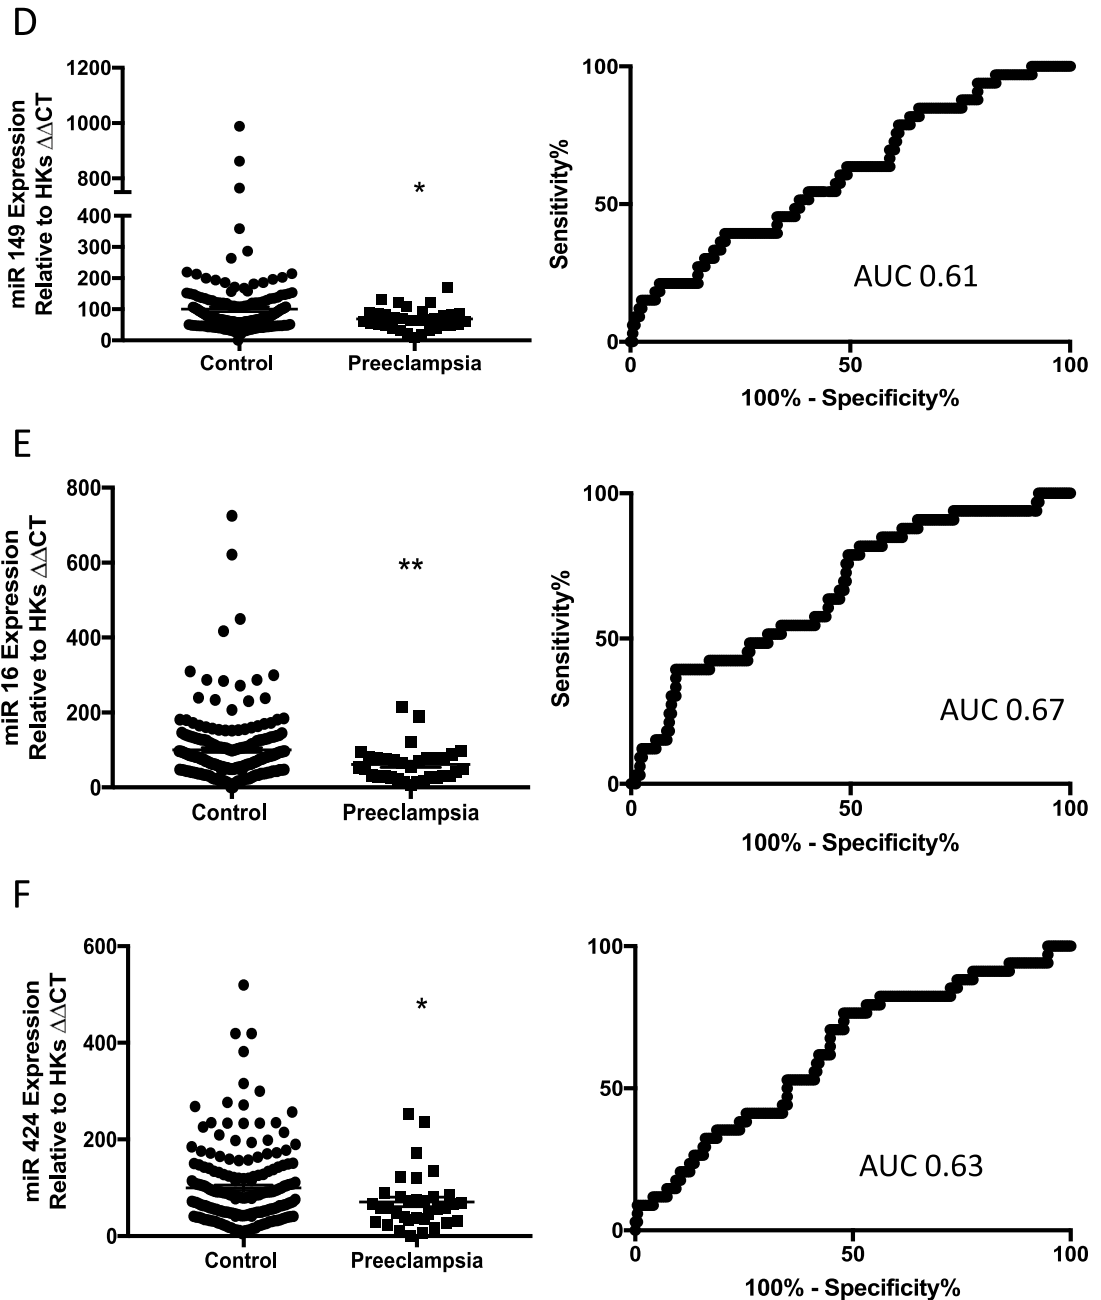 D
miR 149 Expression
Relative to HKs ΔΔCT
1200
1000
800
400
300
200
100
0
*
Control
Preeclampsia
Sensitivity%
100
50
0
AUC 0.61
0
50
100
100% - Specificity%
E
miR 16 Expression
Relative to HKs ΔΔCT
800
600
400
200
0
**
Control
Preeclampsia
Sensitivity%
100
50
0
AUC 0.67
0
50
100
100% - Specificity%
F
miR 424 Expression
Relative to HKs ΔΔCT
600
400
200
0
*
Control
Preeclampsia
100
50
0
AUC 0.63
0
50
100
100% - Specificity%